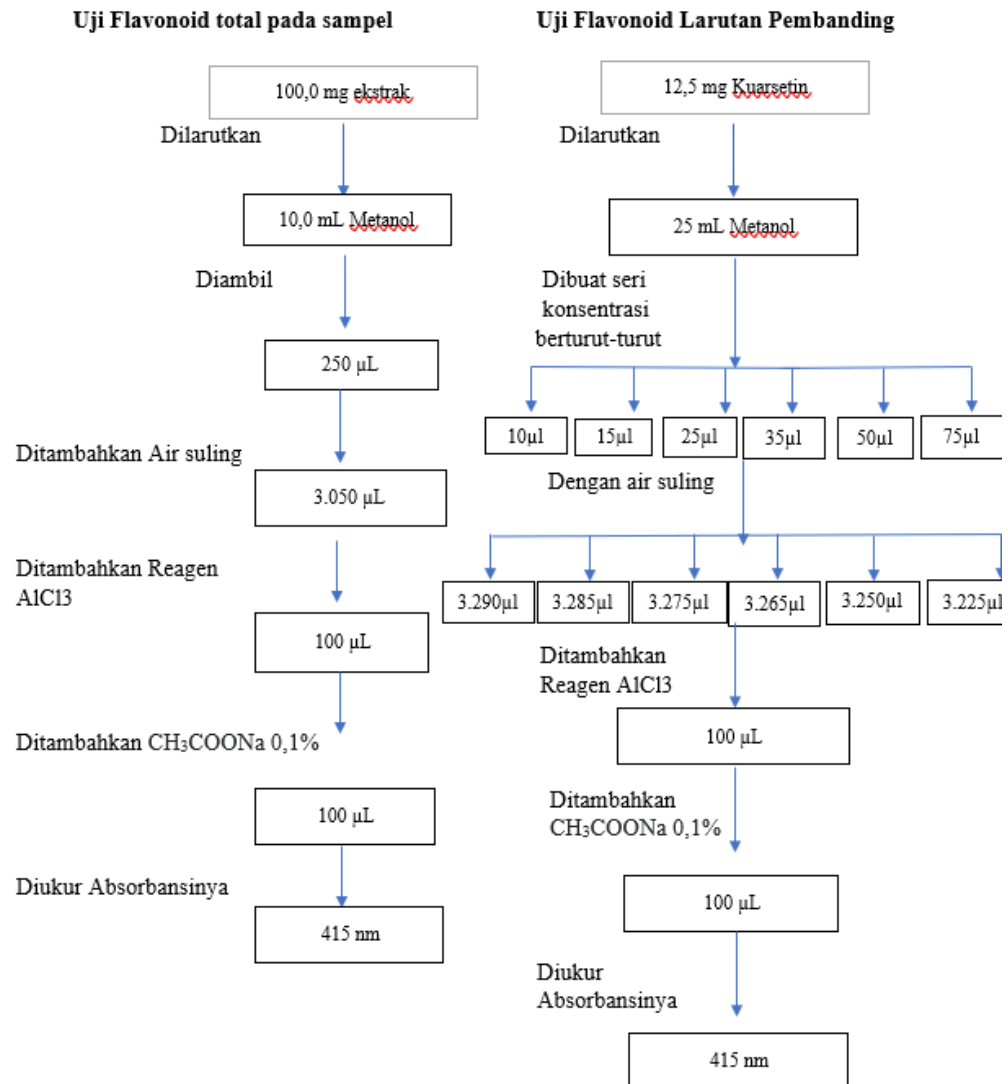 Uji Flavonoid total pada sampel
100,0 mg ekstrak
Dilarutkan
10,0 mL Metanol
Diambil
250 µL
Ditambahkan Air suling
3.050 µL
Ditambahkan Reagen
AlCl3
100 µL
Ditambahkan CH₃COONa 0,1%
100 µL
Diukur Absorbansinya
415 nm
Uji Flavonoid Larutan Pembanding
12,5 mg Kuarsetin
Dilarutkan
25 mL Metanol
Dibuat seri
konsentrasi
berturut-turut
10µl 15µl 25µl 35µl 50µl 75µl
Dengan air suling
3.290µl 3.285µl 3.275µl 3.265µl 3.250µl 3.225µl
Ditambahkan
Reagen AlCl3
100 µL
Ditambahkan
CH₃COONa 0,1%
100 µL
Diukur
Absorbansinya
415 nm